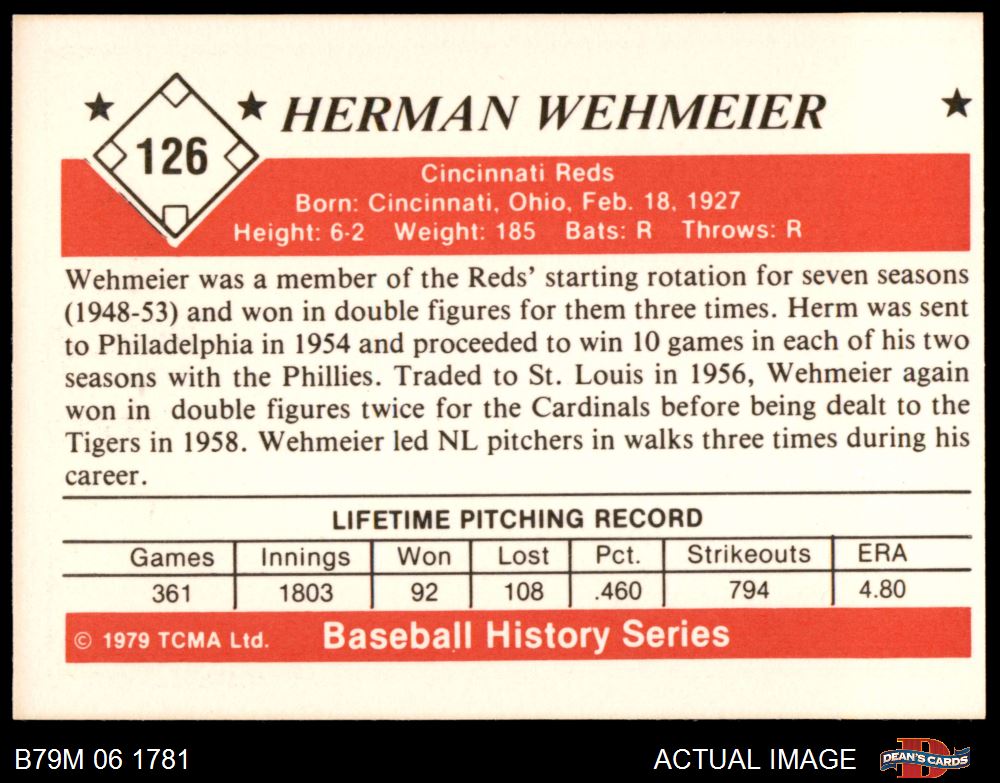 HERMAN WEHMEIER
126
Cincinnati Reds
Born: Cincinnati, Ohio, Feb. 18, 1927
Height: 6-2 Weight: 185 Bats: R Throws: R
Wehmeier was a member of the Reds' starting rotation for seven seasons
(1948-53) and won in double figures for them three times. Herm was sent
to Philadelphia in 1954 and proceeded to win 10 games in each of his two
seasons with the Phillies. Traded to St. Louis in 1956, Wehmeier again
won in double figures twice for the Cardinals before being dealt to the
Tigers in 1958. Wehmeier led NL pitchers in walks three times during his
career.
LIFETIME PITCHING RECORD
Games Innings Won Lost Pct. Strikeouts ERA
361 1803 92 108 .460 794 4.80
© 1979 TCMA Ltd. Baseball History Series
B79M 06 1781 ACTUAL IMAGE DEAN'S CARDS